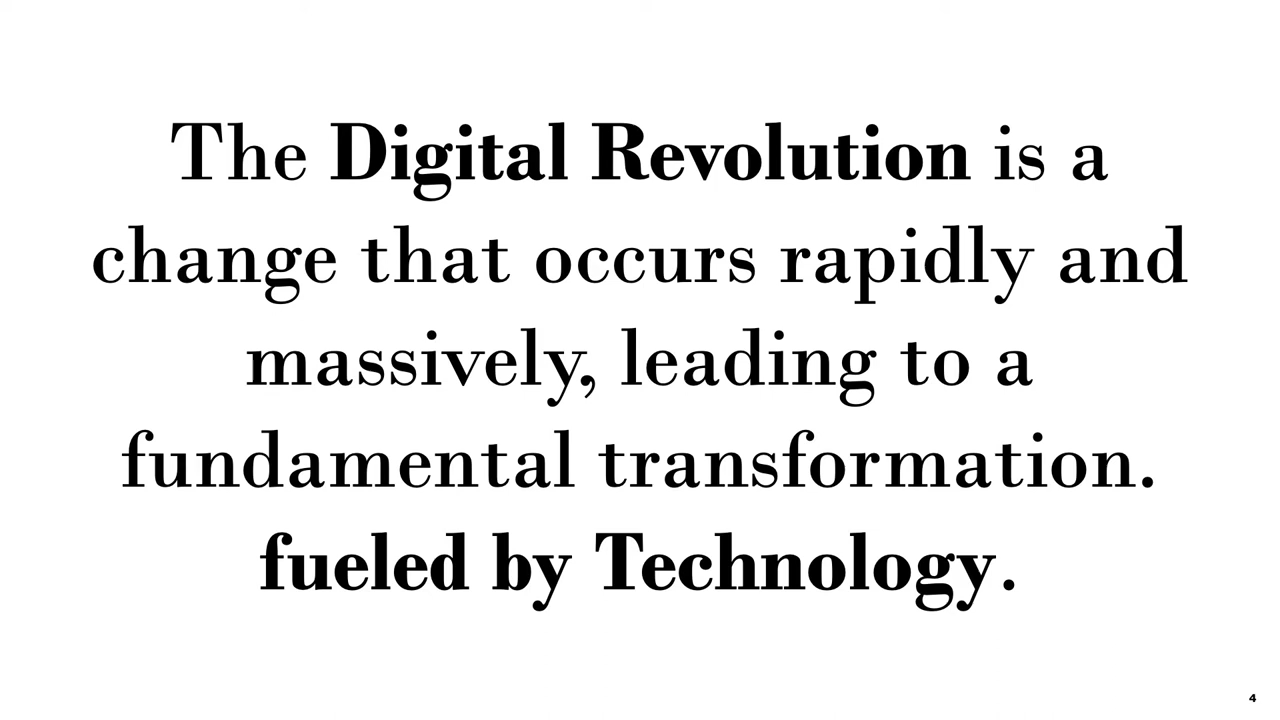 The Digital Revolution is a
change that occurs rapidly and
massively, leading to a
fundamental transformation.
fueled by Technology.
4